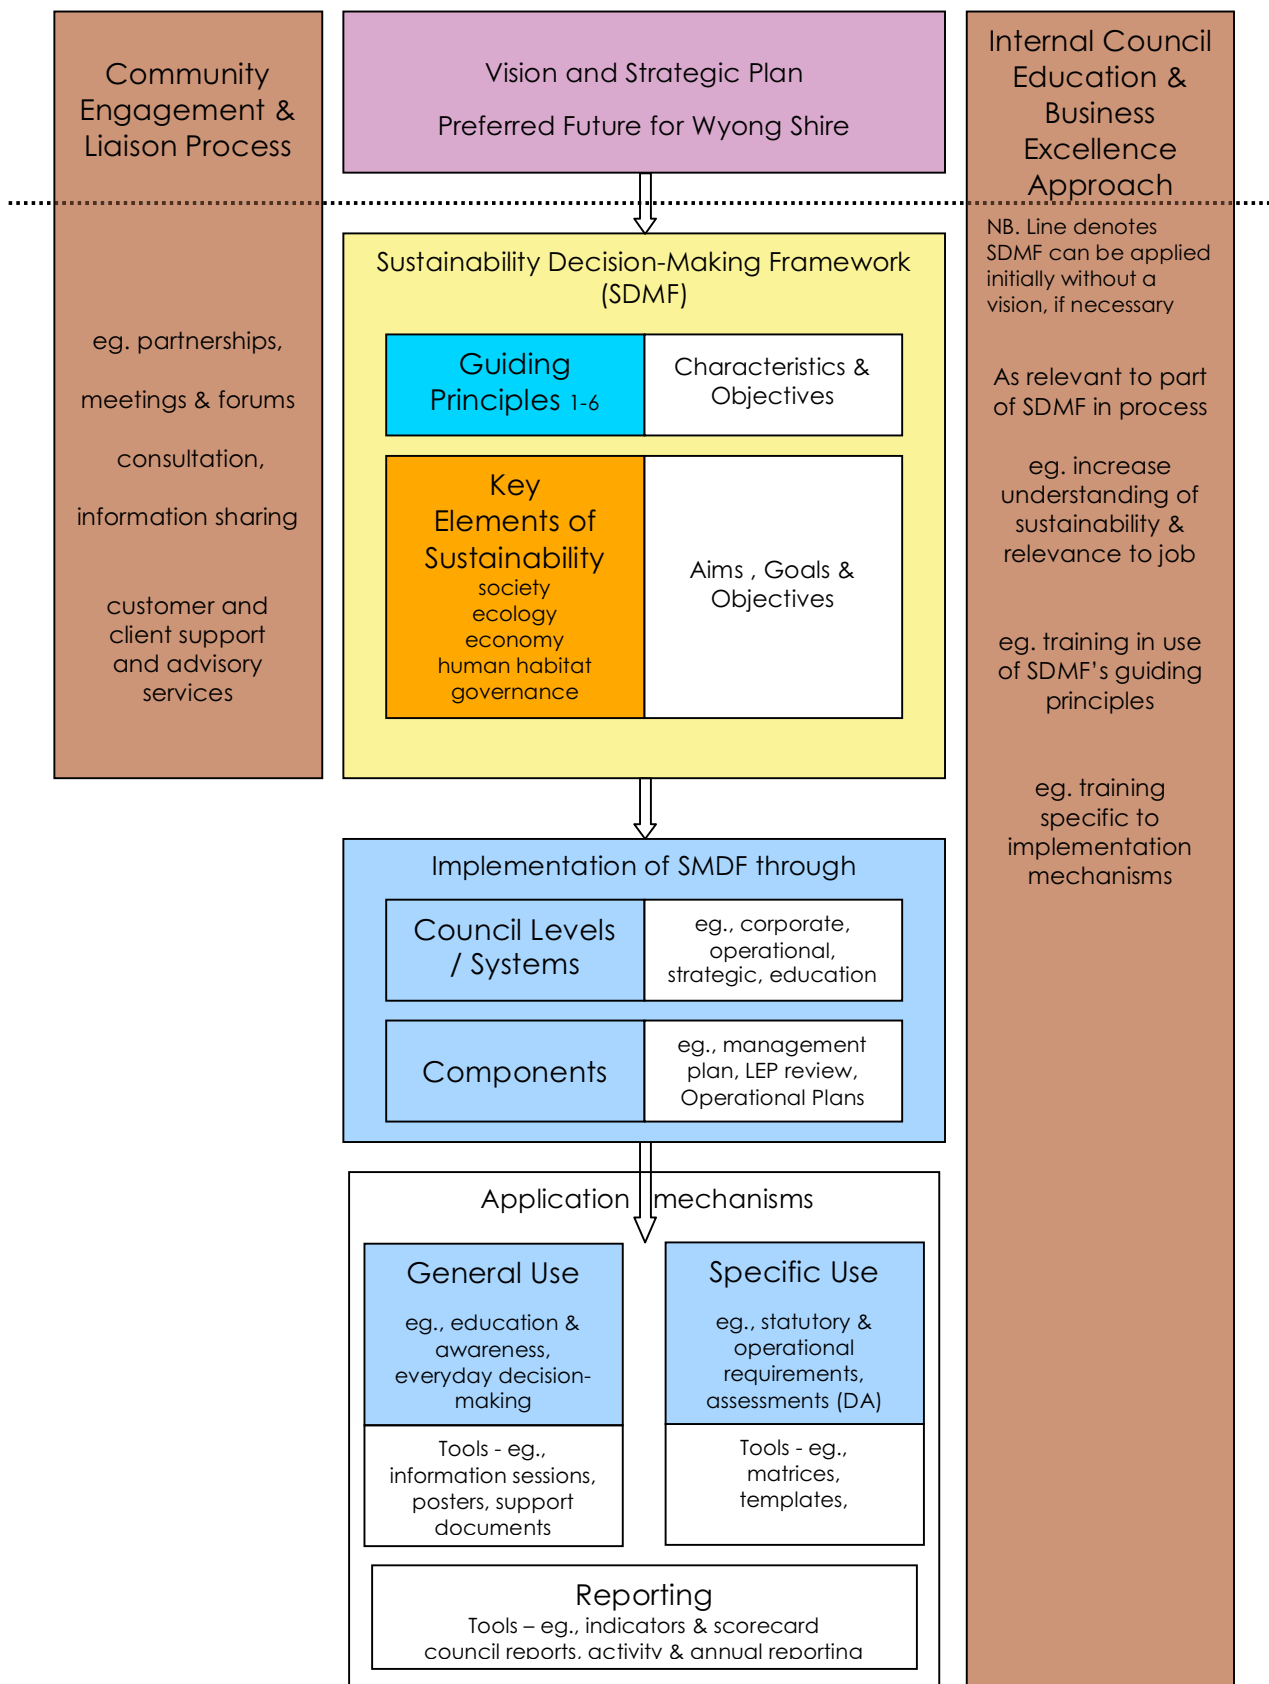 Community
Engagement &
Liaison Process
eg. partnerships,
meetings & forums
consultation,
information sharing
customer and
client support
and advisory
services
Vision and Strategic Plan
Preferred Future for Wyong Shire
Sustainability Decision-Making Framework
(SDMF)
Guiding
Principles 1-6
Characteristics &
Objectives
Key
Elements of
Sustainability
society
ecology
economy
human habitat
governance
Aims , Goals &
Objectives
Implementation of SMDF through
Council Levels
/ Systems
eg., corporate,
operational,
strategic, education
Components
eg., management
plan, LEP review,
Operational Plans
Application mechanisms
General Use
eg., education &
awareness,
everyday decision-
making
Tools - eg.,
information sessions,
posters, support
documents
Specific Use
eg., statutory &
operational
requirements,
assessments (DA)
Tools - eg.,
matrices,
templates,
Reporting
Tools – eg., indicators & scorecard
council reports, activity & annual reporting
Internal Council
Education &
Business
Excellence
Approach
NB. Line denotes
SDMF can be applied
initially without a
vision, if necessary
As relevant to part
of SDMF in process
eg. increase
understanding of
sustainability &
relevance to job
eg. training in use
of SDMF’s guiding
principles
eg. training
specific to
implementation
mechanisms